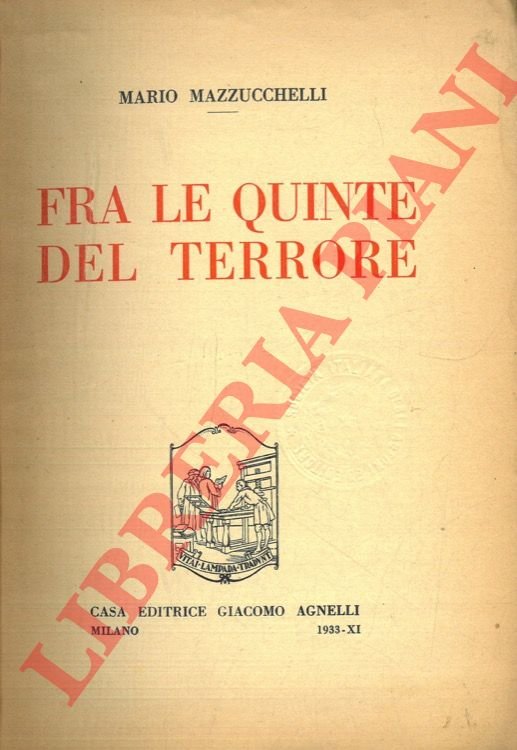 MARIO MAZZUCCHELLI
FRA LE QUINTE
DEL TERRORE
VITAI·LAMPADA·TRADVNT
CASA EDITRICE GIACOMO AGNELLI
MILANO 1933-XI
LIBRERIA PIANI